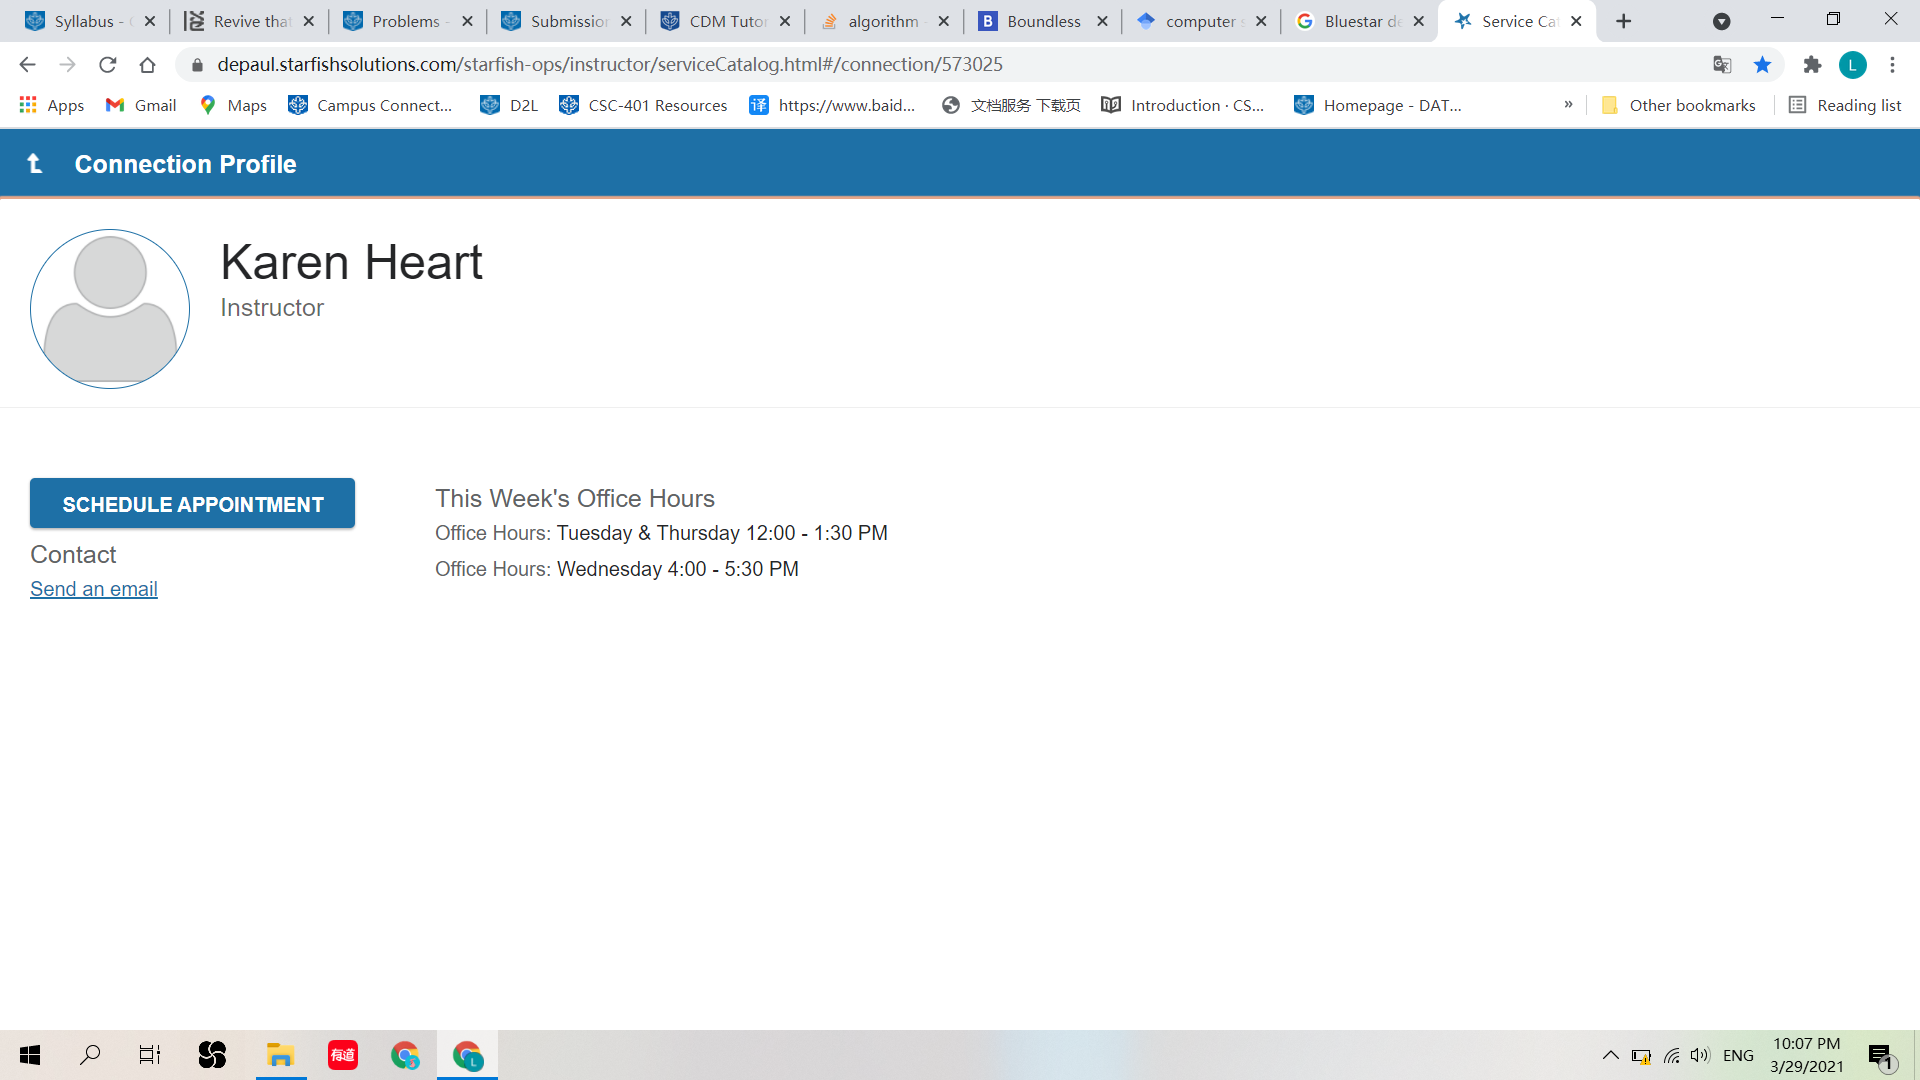 Syllabus - C
Revive that
Problems -
Submission
CDM Tutor
algorithm -
Boundless
computer s
Bluestar de
Service Cat
depaul.starfishsolutions.com/starfish-ops/instructor/serviceCatalog.html#/connection/573025
L
Apps
Gmail
Maps
Campus Connect...
D2L
CSC-401 Resources
译 https://www.baid...
文档服务 下载页
Introduction · CS...
Homepage - DAT...
»
Other bookmarks
Reading list
Connection Profile
Karen Heart
Instructor
SCHEDULE APPOINTMENT
Contact
Send an email
This Week's Office Hours
Office Hours: Tuesday & Thursday 12:00 - 1:30 PM
Office Hours: Wednesday 4:00 - 5:30 PM
有道
L
ENG
10:07 PM
3/29/2021
1